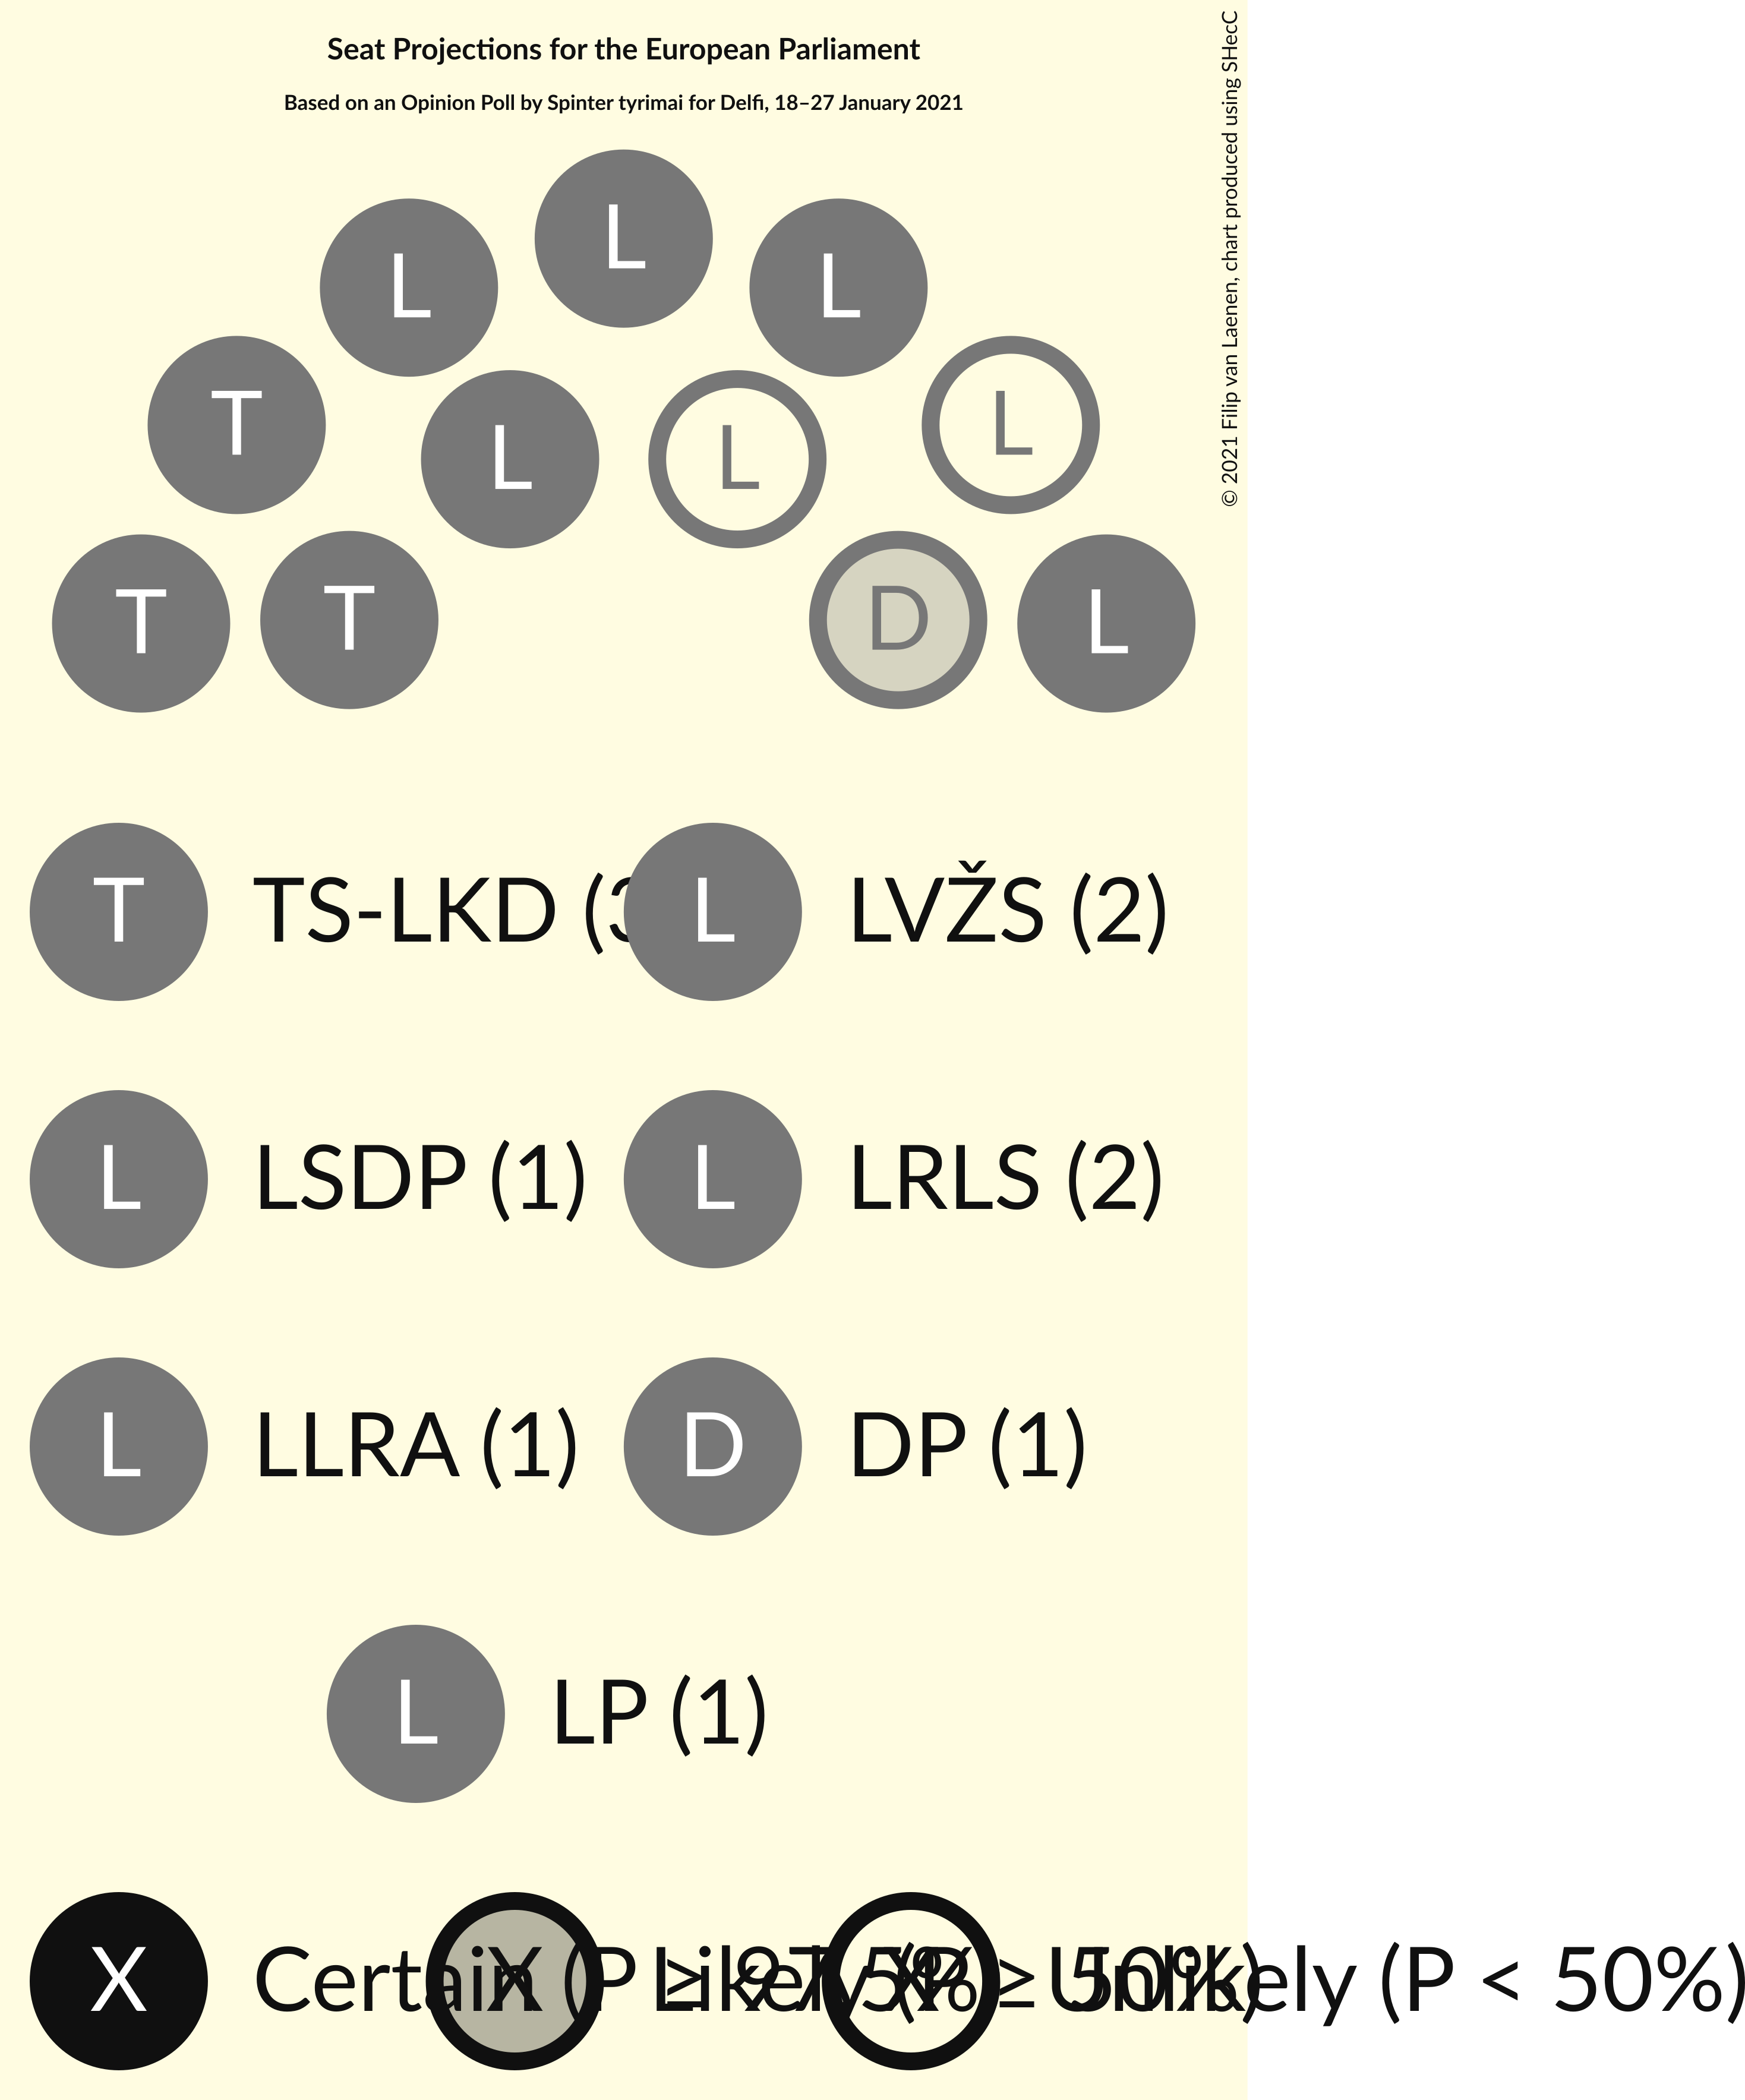 Seat Projections for the European Parliament
Based on an Opinion Poll by Spinter tyrimai for Delfi, 18–27 January 2021
© 2021 Filip van Laenen, chart produced using SHecC
L
L
L
T
L
L
L
T
T
D
L
T TS-LKD (3
L LVŽS (2)
L LSDP (1)
L LRLS (2)
L LLRA (1)
D DP (1)
L LP (1)
X Certain (P ≥ 97.5%)
X Likely (P ≥ 50%)
X Unlikely (P < 50%)